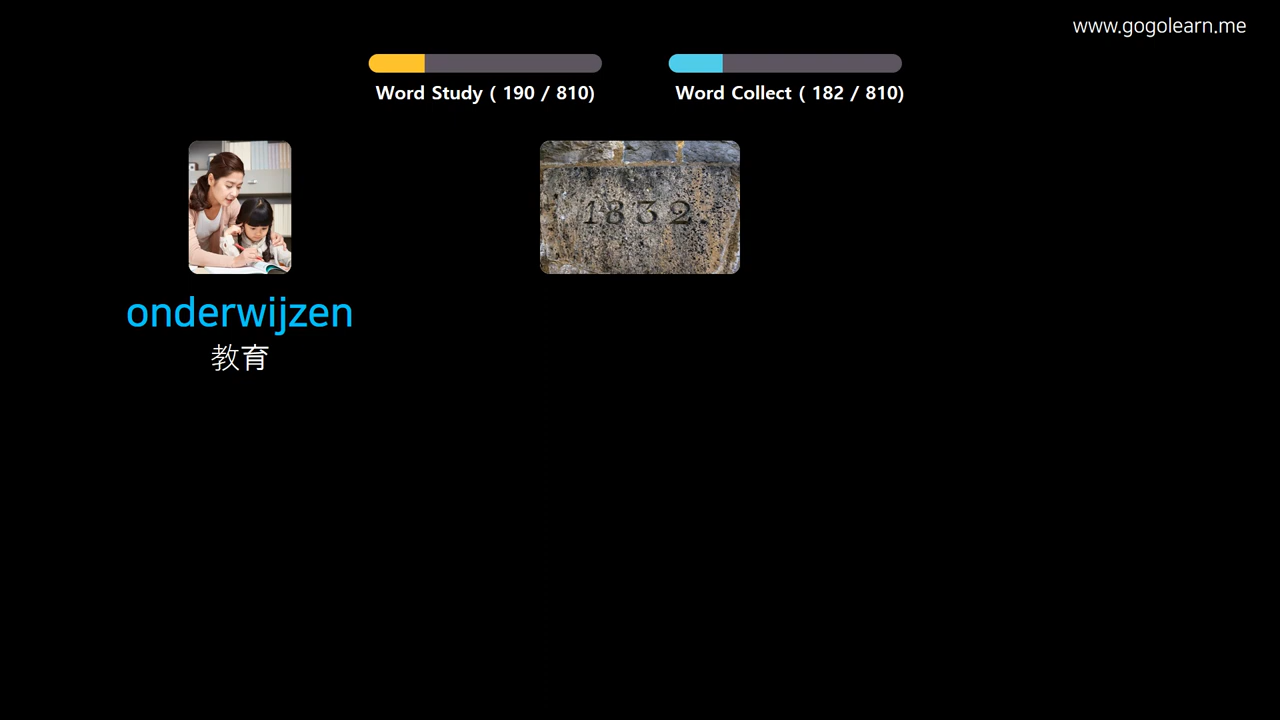 www.gogolearn.me
Word Study ( 190 / 810)
Word Collect ( 182 / 810)
1832.
onderwijzen
教育